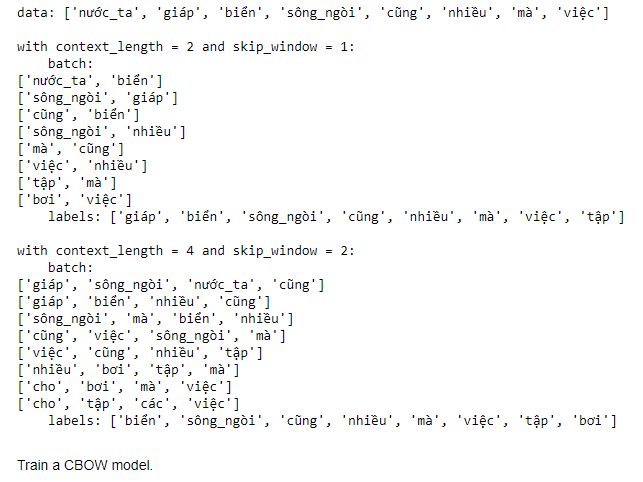 data: ['nước_ta', 'giáp', 'biển', 'sông_ngòi', 'cũng', 'nhiều', 'mà', 'việc']
with context_length = 2 and skip_window = 1:
batch:
['nước_ta', 'biển']
['sông_ngòi', 'giáp']
['cũng', 'biển']
['sông_ngòi', 'nhiều']
['mà', 'cũng']
['việc', 'nhiều']
['tập', 'mà']
['bơi', 'việc']
labels: ['giáp', 'biển', 'sông_ngòi', 'cũng', 'nhiều', 'mà', 'việc', 'tập']
with context_length = 4 and skip_window = 2:
batch:
['giáp', 'sông_ngòi', 'nước_ta', 'cũng']
['giáp', 'biển', 'nhiều', 'cũng']
['sông_ngòi', 'mà', 'biển', 'nhiều']
['cũng', 'việc', 'sông_ngòi', 'mà']
['việc', 'cũng', 'nhiều', 'tập']
['nhiều', 'bơi', 'tập', 'mà']
['cho', 'bơi', 'mà', 'việc']
['cho', 'tập', 'các', 'việc']
labels: ['biển', 'sông_ngòi', 'cũng', 'nhiều', 'mà', 'việc', 'tập', 'bơi']
Train a CBOW model.